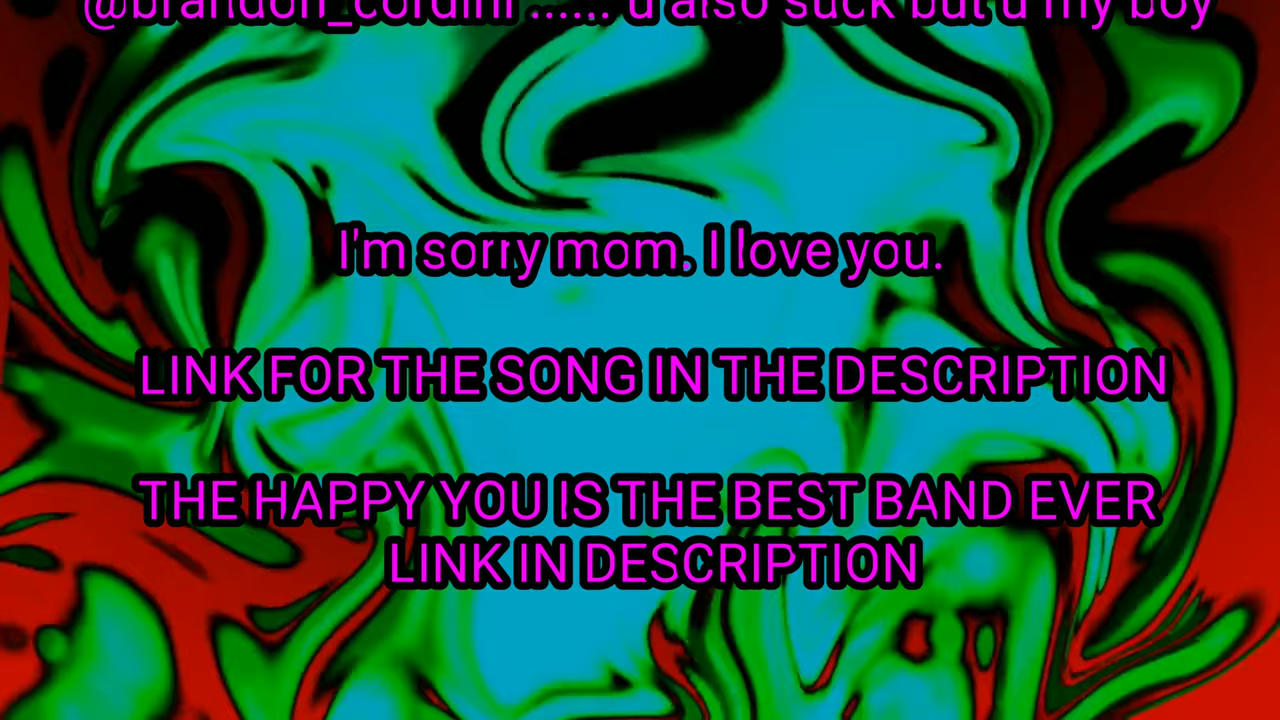 @brandon_cordini ...... u also suck but u my boy
I'm sorry mom. I love you.
LINK FOR THE SONG IN THE DESCRIPTION
THE HAPPY YOU IS THE BEST BAND EVER
LINK IN DESCRIPTION